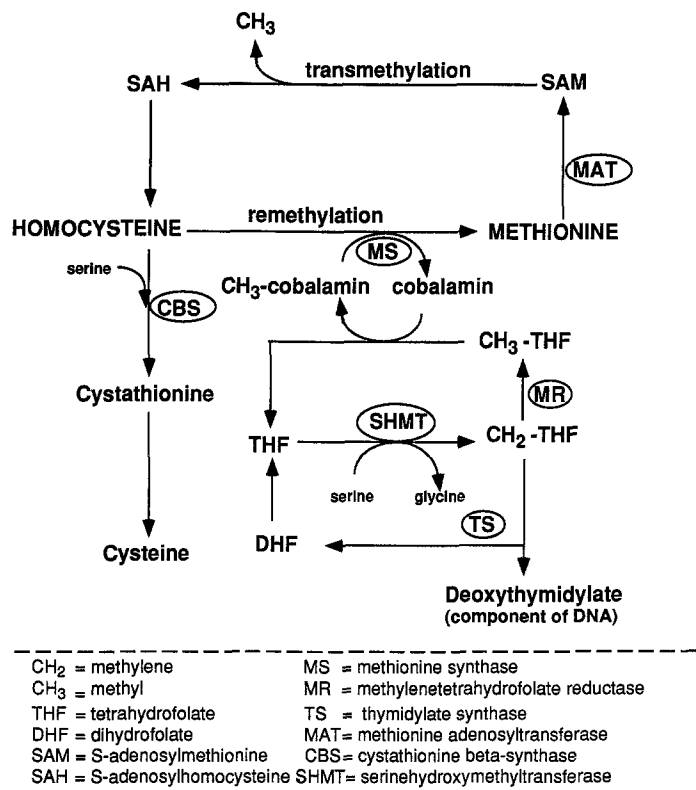 CH3
transmethylation
SAH
SAM
MAT
HOMOCYSTEINE
remethylation
METHIONINE
MS
serine
CH3-cobalamin
cobalamin
CBS
CH3-THF
Cystathionine
MR
SHMT
THF
CH2-THF
serine
glycine
TS
DHF
Cysteine
Deoxythymidylate
(component of DNA)
CH2 = methylene
MS = methionine synthase
CH3 = methyl
MR = methylenetetrahydrofolate reductase
THF = tetrahydrofolate
TS = thymidylate synthase
DHF = dihydrofolate
MAT= methionine adenosyltransferase
SAM = S-adenosylmethionine
CBS= cystathionine beta-synthase
SAH = S-adenosylhomocysteine
SHMT= serinehydroxymethyltransferase